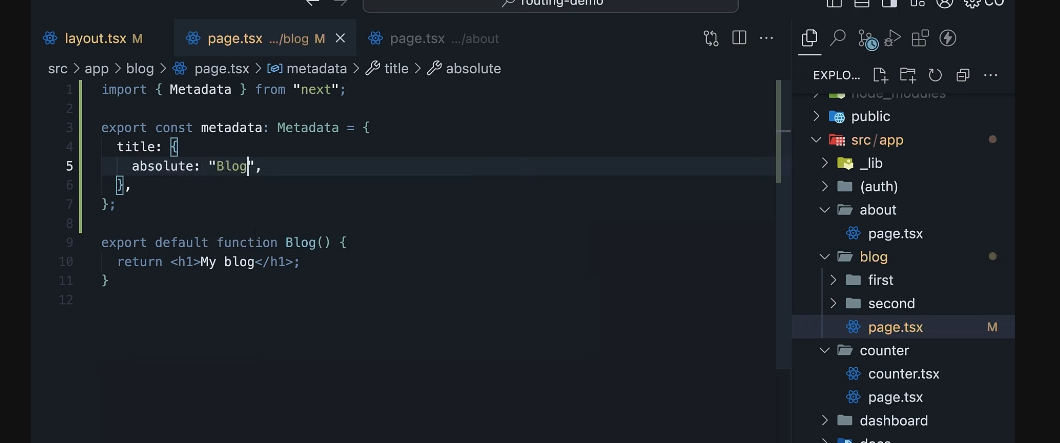 routing-demo
CO
layout.tsx M
page.tsx .../blog M
page.tsx .../about
src > app > blog > page.tsx > metadata > title > absolute
EXPLO...
1 import { Metadata } from "next";
2
3 export const metadata: Metadata = {
4 title: {
5 absolute: "Blog",
6 },
7 };
8
9 export default function Blog() {
10 return <h1>My blog</h1>;
11 }
12
node_modules
public
src/app
_lib
(auth)
about
page.tsx
blog
first
second
page.tsx M
counter
counter.tsx
page.tsx
dashboard
docs